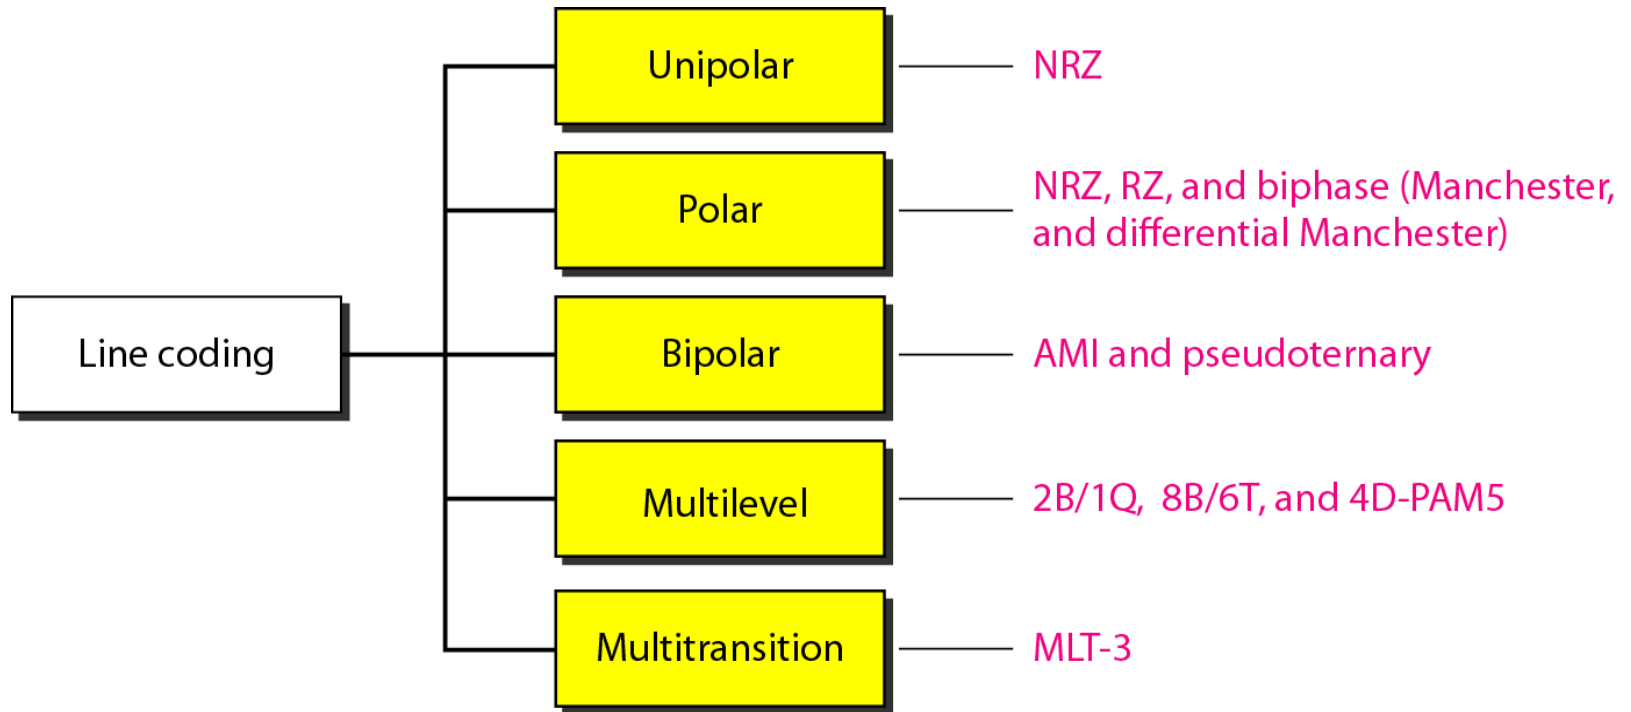 Unipolar
NRZ
Polar
NRZ, RZ, and biphase (Manchester,
and differential Manchester)
Line coding
Bipolar
AMI and pseudoternary
Multilevel
2B/1Q,  8B/6T, and 4D-PAM5
Multitransition
MLT-3